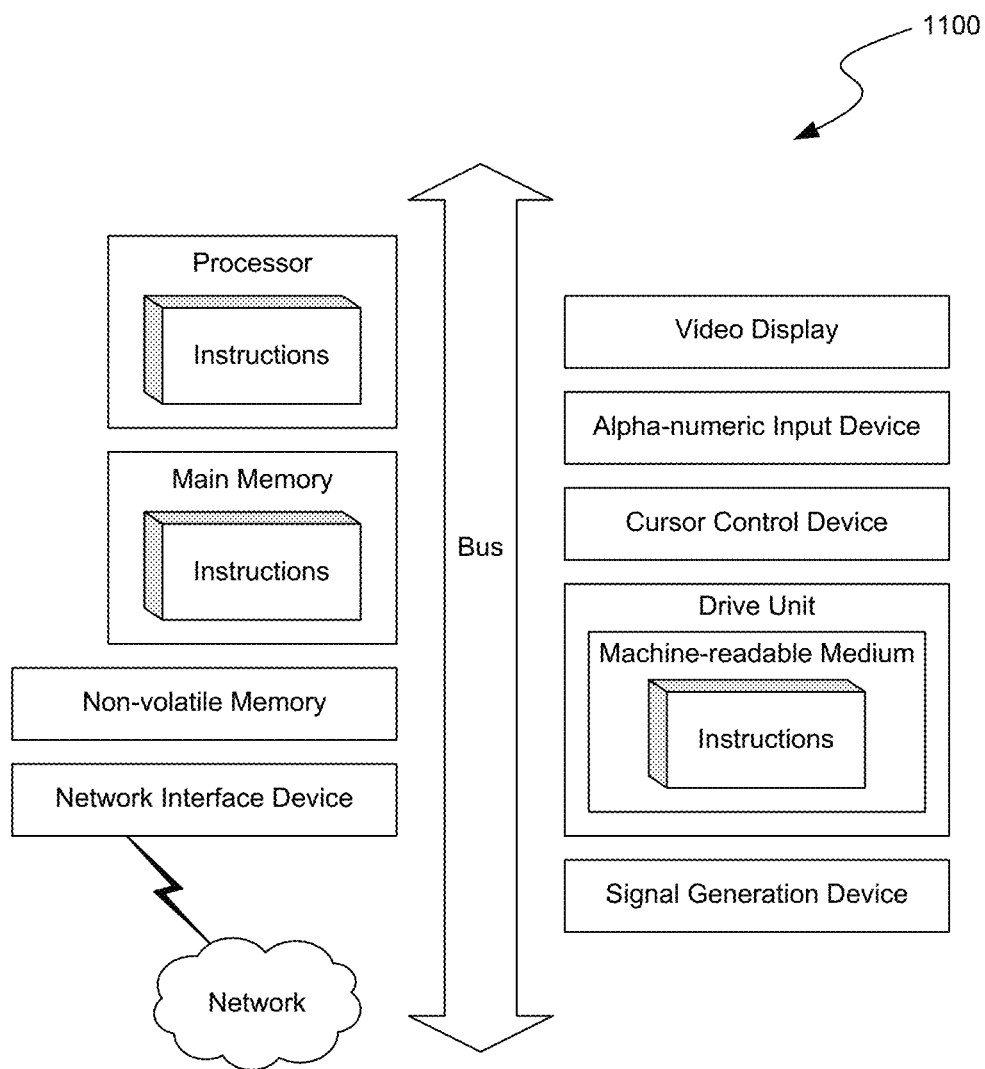 1100
Processor
Instructions
Main Memory
Instructions
Non-volatile Memory
Network Interface Device
Network
Bus
Video Display
Alpha-numeric Input Device
Cursor Control Device
Drive Unit
Machine-readable Medium
Instructions
Signal Generation Device